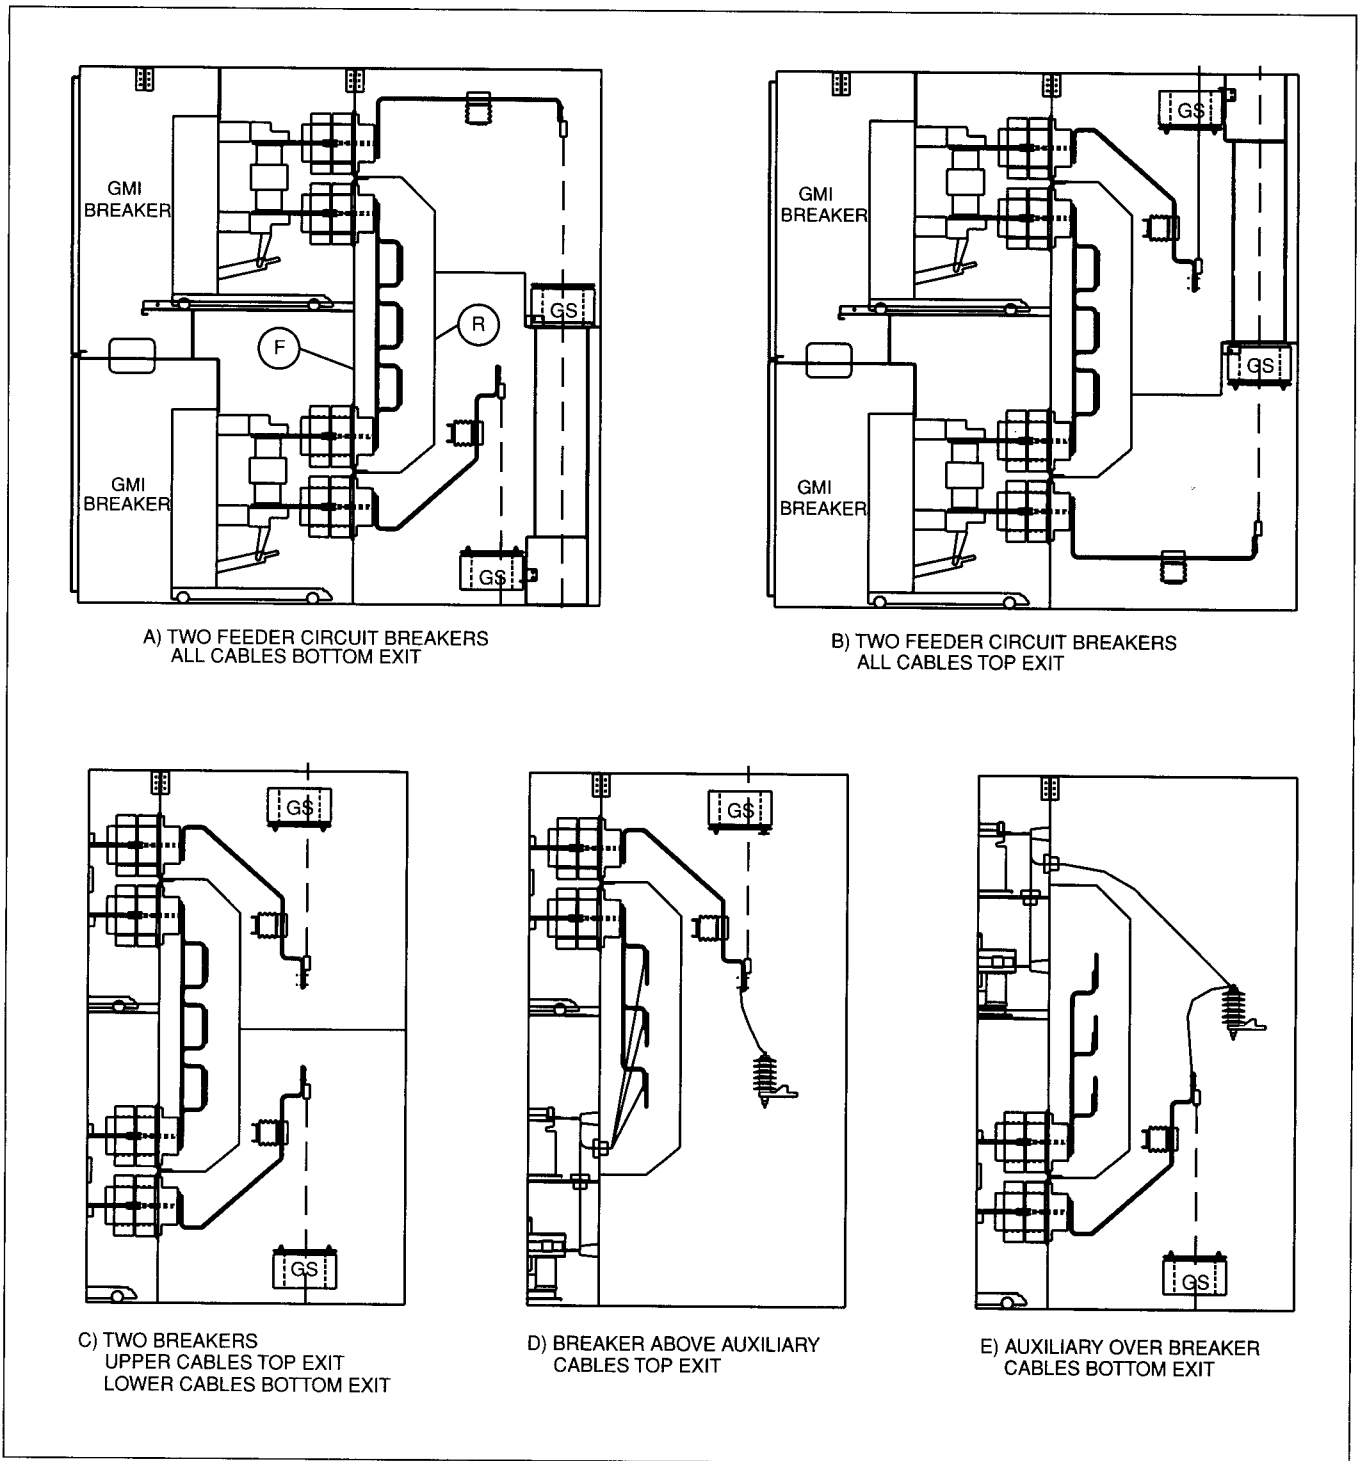 GMI
BREAKER
GMI
BREAKER
F
R
GS
GS
A) TWO FEEDER CIRCUIT BREAKERS
ALL CABLES BOTTOM EXIT
GMI
BREAKER
GMI
BREAKER
GS
GS
B) TWO FEEDER CIRCUIT BREAKERS
ALL CABLES TOP EXIT
GS
GS
C) TWO BREAKERS
UPPER CABLES TOP EXIT
LOWER CABLES BOTTOM EXIT
GS
D) BREAKER ABOVE AUXILIARY
CABLES TOP EXIT
GS
E) AUXILIARY OVER BREAKER
CABLES BOTTOM EXIT